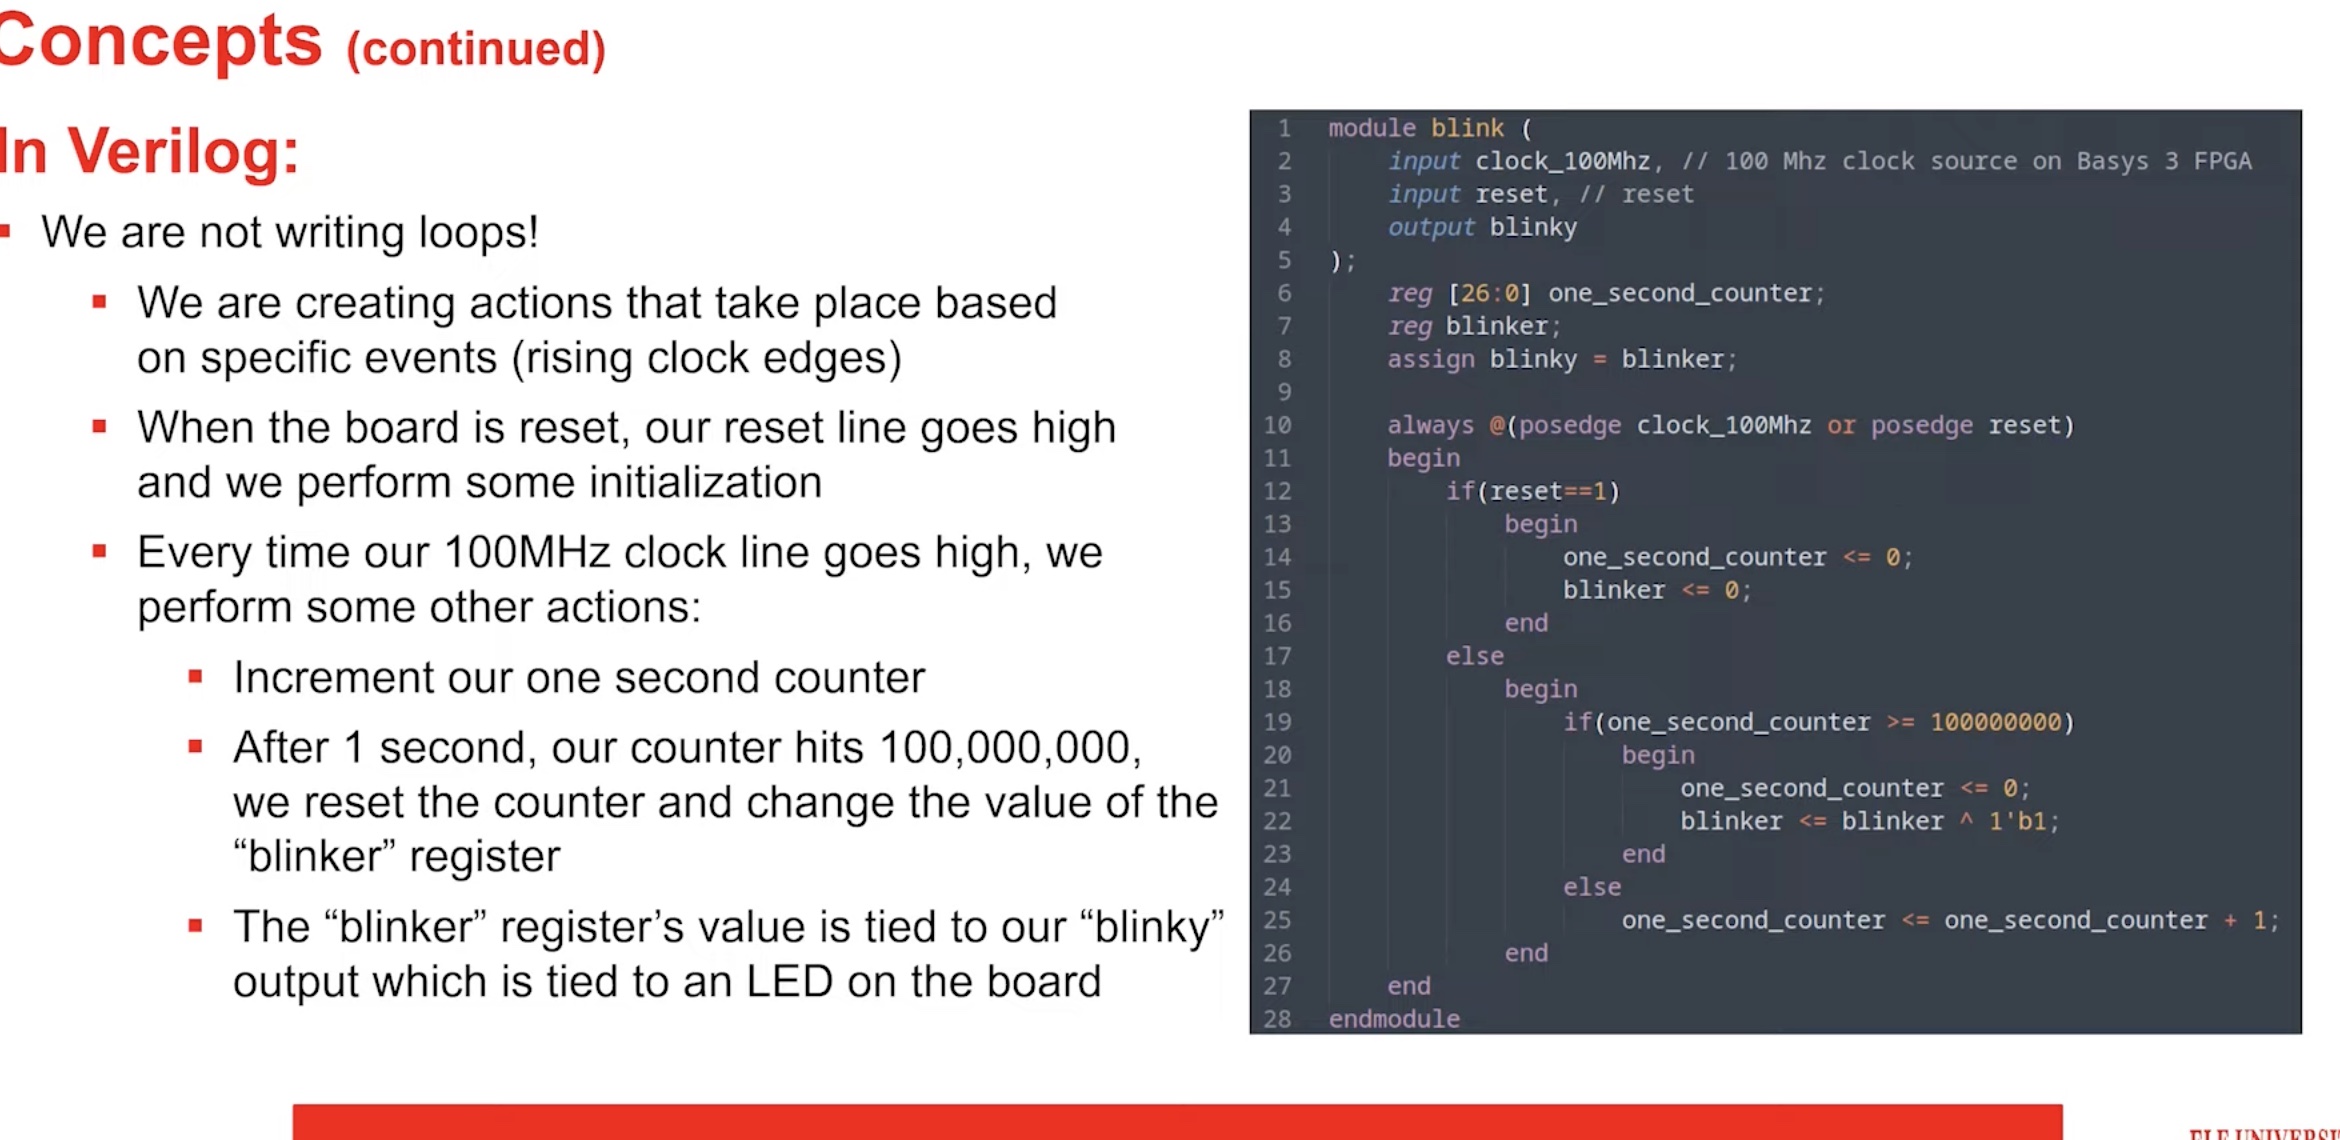 Concepts (continued)
In Verilog:
We are not writing loops!
We are creating actions that take place based
on specific events (rising clock edges)
When the board is reset, our reset line goes high
and we perform some initialization
Every time our 100MHz clock line goes high, we
perform some other actions:
Increment our one second counter
After 1 second, our counter hits 100,000,000,
we reset the counter and change the value of the
“blinker” register
The “blinker” register’s value is tied to our “blinky”
output which is tied to an LED on the board
1 module blink (
2 input clock_100Mhz, // 100 Mhz clock source on Basys 3 FPGA
3 input reset, // reset
4 output blinky
5 );
6 reg [26:0] one_second_counter;
7 reg blinker;
8 assign blinky = blinker;
9
10 always @(posedge clock_100Mhz or posedge reset)
11 begin
12 if(reset==1)
13 begin
14 one_second_counter <= 0;
15 blinker <= 0;
16 end
17 else
18 begin
19 if(one_second_counter >= 100000000)
20 begin
21 one_second_counter <= 0;
22 blinker <= blinker ^ 1'b1;
23 end
24 else
25 one_second_counter <= one_second_counter + 1;
26 end
27 end
28 endmodule